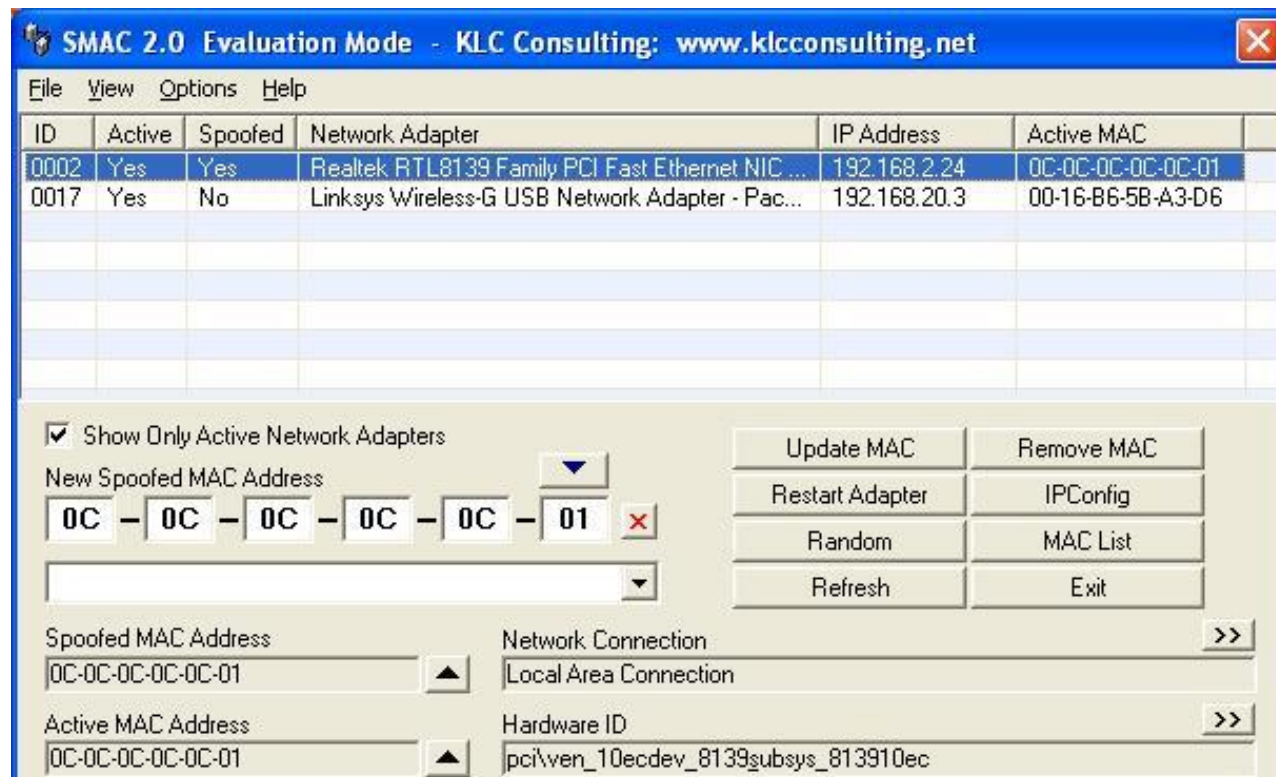 SMAC 2.0 Evaluation Mode - KLC Consulting: www.klcconsulting.net
File View Options Help
ID Active Spoofed Network Adapter IP Address Active MAC
0002 Yes Yes Realtek RTL8139 Family PCI Fast Ethernet NIC ... 192.168.2.24 0C-0C-0C-0C-0C-01
0017 Yes No Linksys Wireless-G USB Network Adapter - Pac... 192.168.20.3 00-16-B6-5B-A3-D6
Show Only Active Network Adapters
New Spoofed MAC Address
0C - 0C - 0C - 0C - 0C - 01
Update MAC Remove MAC
Restart Adapter IPConfig
Random MAC List
Refresh Exit
Spoofed MAC Address
0C-0C-0C-0C-0C-01
Network Connection >>
Local Area Connection
Active MAC Address
0C-0C-0C-0C-0C-01
Hardware ID >>
pci\ven_10ecdev_8139subsys_813910ec